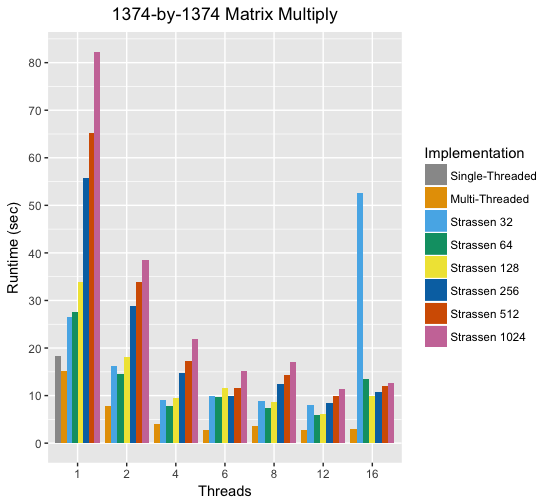 1374-by-1374 Matrix Multiply
Runtime (sec)
80
70
60
50
40
30
20
10
0
1 2 4 6 8 12 16
Threads
Implementation
Single-Threaded
Multi-Threaded
Strassen 32
Strassen 64
Strassen 128
Strassen 256
Strassen 512
Strassen 1024